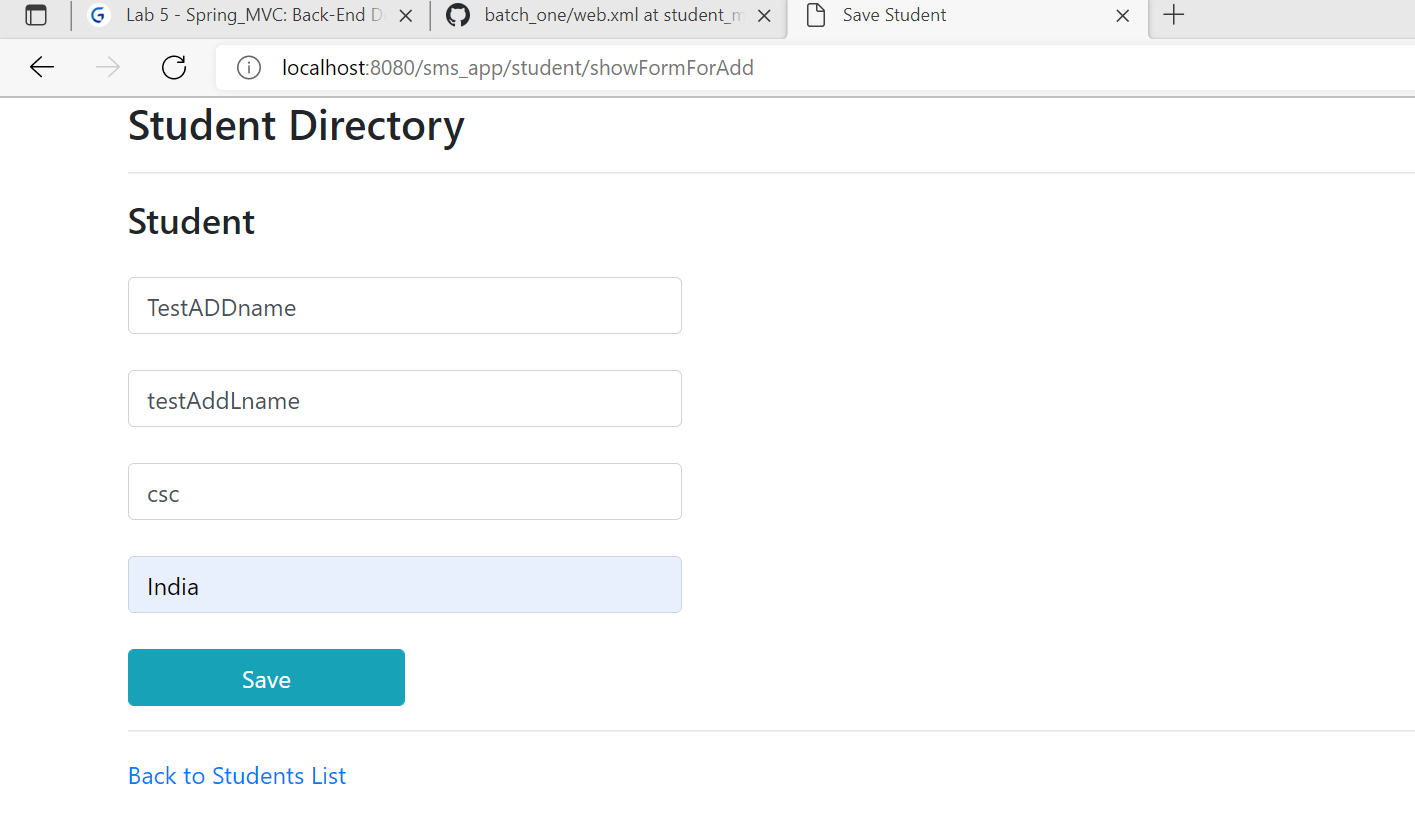 Lab 5 - Spring_MVC: Back-End D
batch_one/web.xml at student_m
Save Student
localhost:8080/sms_app/student/showFormForAdd
Student Directory
Student
TestADDname
testAddLname
csc
India
Save
Back to Students List